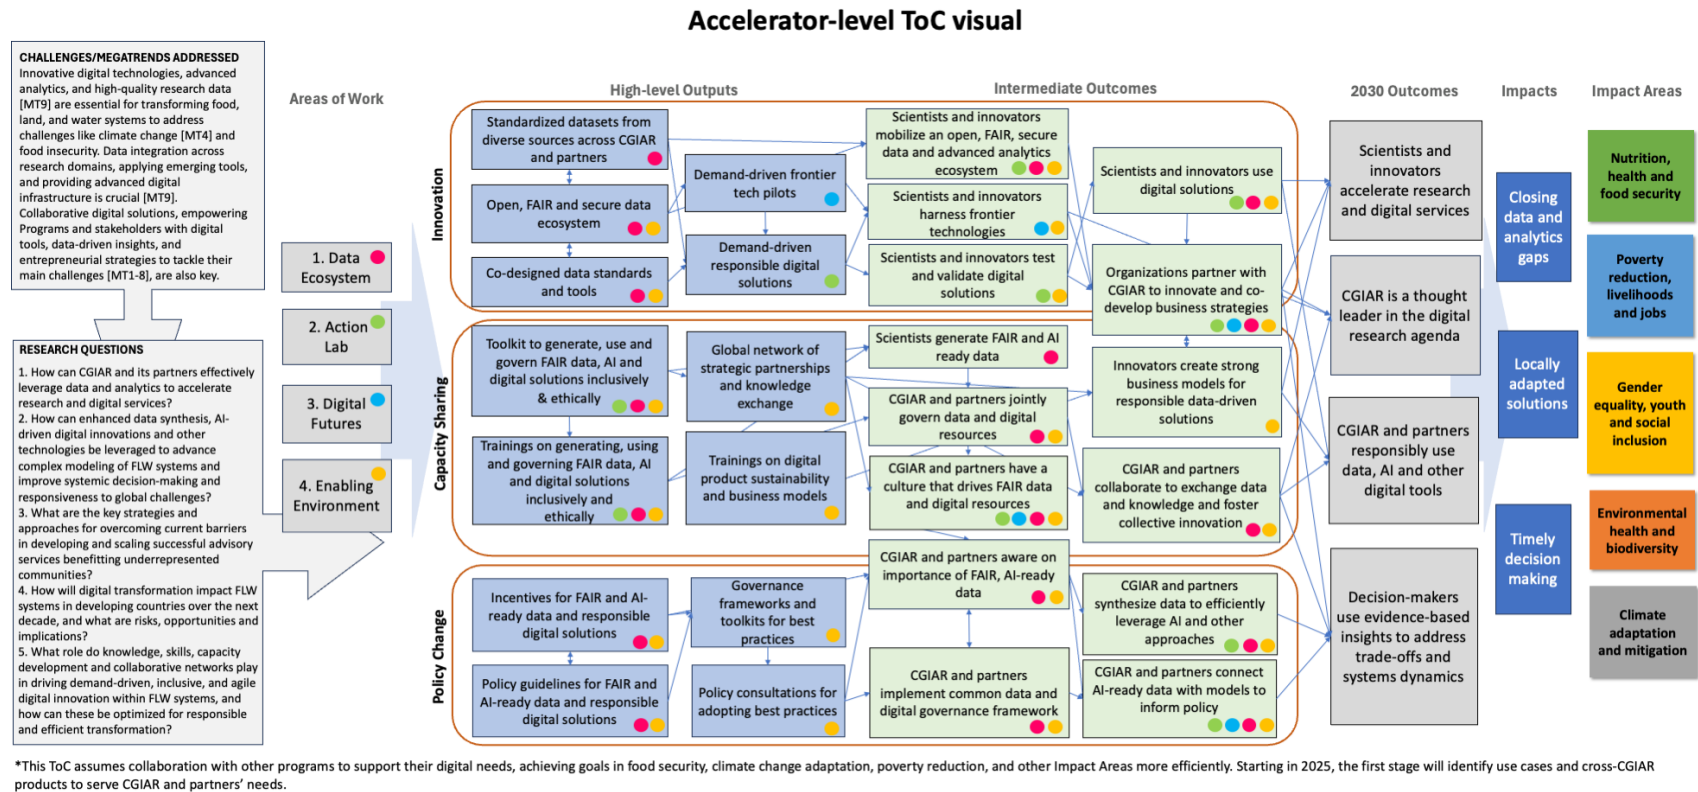 Accelerator-level ToC visual
CHALLENGES/MEGATRENDS ADDRESSED
Innovative digital technologies, advanced
analytics, and high-quality research data
[MT9] are essential for transforming food,
land, and water systems to address
challenges like climate change [MT4] and
food insecurity. Data integration across
research domains, applying emerging tools,
and providing advanced digital
infrastructure is crucial [MT9].
Collaborative digital solutions, empowering
Programs and stakeholders with digital
tools, data-driven insights, and
entrepreneurial strategies to tackle their
main challenges [MT1-8], are also key.
RESEARCH QUESTIONS
1. How can CGIAR and its partners effectively
leverage data and analytics to accelerate
research and digital services?
2. How can enhanced data synthesis, AI-
driven digital innovations and other
technologies be leveraged to advance
complex modeling of FLW systems and
improve systemic decision-making and
responsiveness to global challenges?
3. What are the key strategies and
approaches for overcoming current barriers
in developing and scaling successful advisory
services benefitting underrepresented
communities?
4. How will digital transformation impact FLW
systems in developing countries over the next
decade, and what are risks, opportunities and
implications?
5. What role do knowledge, skills, capacity
development and collaborative networks play
in driving demand-driven, inclusive, and agile
digital innovation within FLW systems, and
how can these be optimized for responsible
and efficient transformation?
Areas of Work
1. Data
Ecosystem
2. Action
Lab
3. Digital
Futures
4. Enabling
Environment
High-level Outputs
Intermediate Outcomes
2030 Outcomes
Impacts
Impact Areas
Innovation
Standardized datasets from
diverse sources across CGIAR
and partners
Open, FAIR and secure data
ecosystem
Co-designed data standards
and tools
Demand-driven frontier
tech pilots
Demand-driven
responsible digital
solutions
Scientists and innovators
mobilize an open, FAIR, secure
data and advanced analytics
ecosystem
Scientists and innovators
harness frontier
technologies
Scientists and innovators test
and validate digital
solutions
Scientists and innovators use
digital solutions
Organizations partner with
CGIAR to innovate and co-
develop business strategies
Capacity Sharing
Toolkit to generate, use and
govern FAIR data, AI and
digital solutions inclusively
& ethically
Trainings on generating, using
and governing FAIR data, AI
and digital solutions
inclusively and
ethically
Global network of
strategic partnerships
and knowledge
exchange
Trainings on digital
product sustainability
and business models
Scientists generate FAIR and AI
ready data
CGIAR and partners jointly
govern data and digital
resources
CGIAR and partners have a
culture that drives FAIR data
and digital resources
Innovators create strong
business models for
responsible data-driven
solutions
CGIAR and partners
collaborate to exchange data
and knowledge and foster
collective innovation
Policy Change
Incentives for FAIR and AI-
ready data and responsible
digital solutions
Policy guidelines for FAIR and
AI-ready data and responsible
digital solutions
Governance
frameworks and
toolkits for best
practices
Policy consultations for
adopting best practices
CGIAR and partners aware on
importance of FAIR, AI-ready
data
CGIAR and partners
implement common data and
digital governance framework
CGIAR and partners
synthesize data to efficiently
leverage AI and other
approaches
CGIAR and partners connect
AI-ready data with models to
inform policy
Scientists and
innovators
accelerate research
and digital services
CGIAR is a thought
leader in the digital
research agenda
CGIAR and partners
responsibly use
data, AI and other
digital tools
Decision-makers
use evidence-based
insights to address
trade-offs and
systems dynamics
Closing
data and
analytics
gaps
Locally
adapted
solutions
Timely
decision
making
Nutrition,
health and
food security
Poverty
reduction,
livelihoods
and jobs
Gender
equality, youth
and social
inclusion
Environmental
health and
biodiversity
Climate
adaptation
and mitigation
*This ToC assumes collaboration with other programs to support their digital needs, achieving goals in food security, climate change adaptation, poverty reduction, and other Impact Areas more efficiently. Starting in 2025, the first stage will identify use cases and cross-CGIAR
products to serve CGIAR and partners' needs.